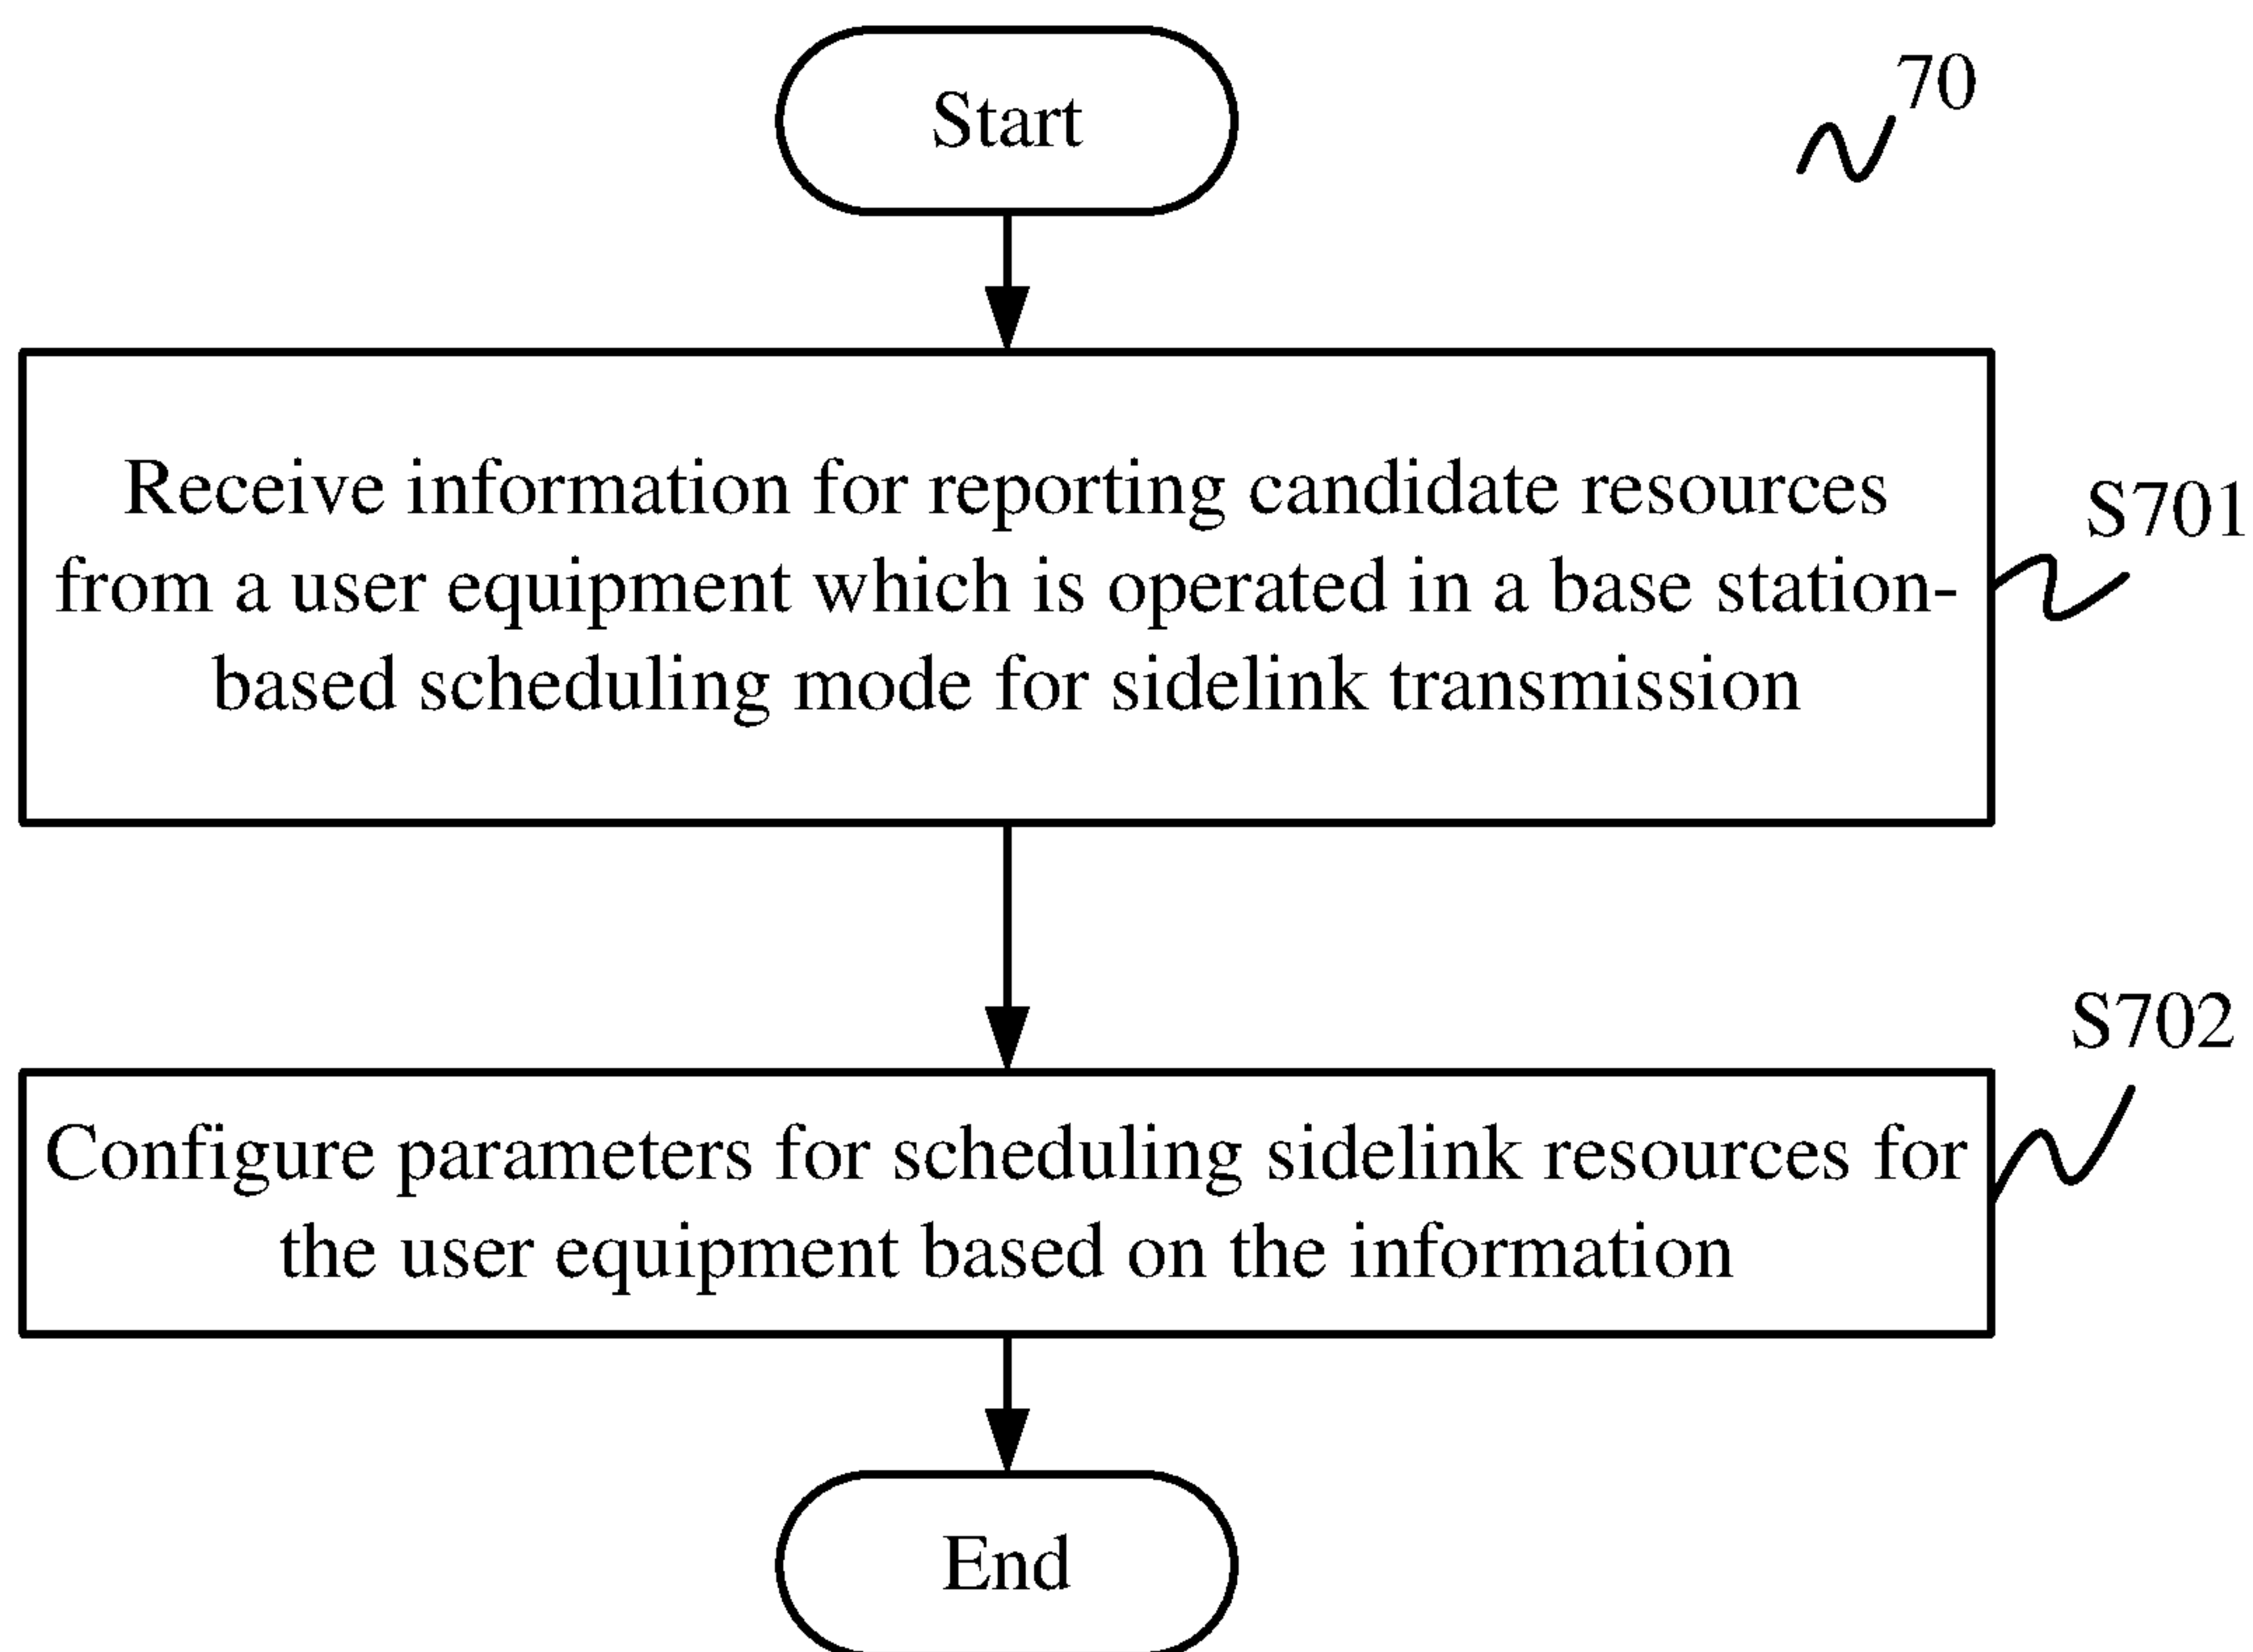 Start
70
Receive information for reporting candidate resources
from a user equipment which is operated in a base station-
based scheduling mode for sidelink transmission
S701
S702
Configure parameters for scheduling sidelink resources for
the user equipment based on the information
End